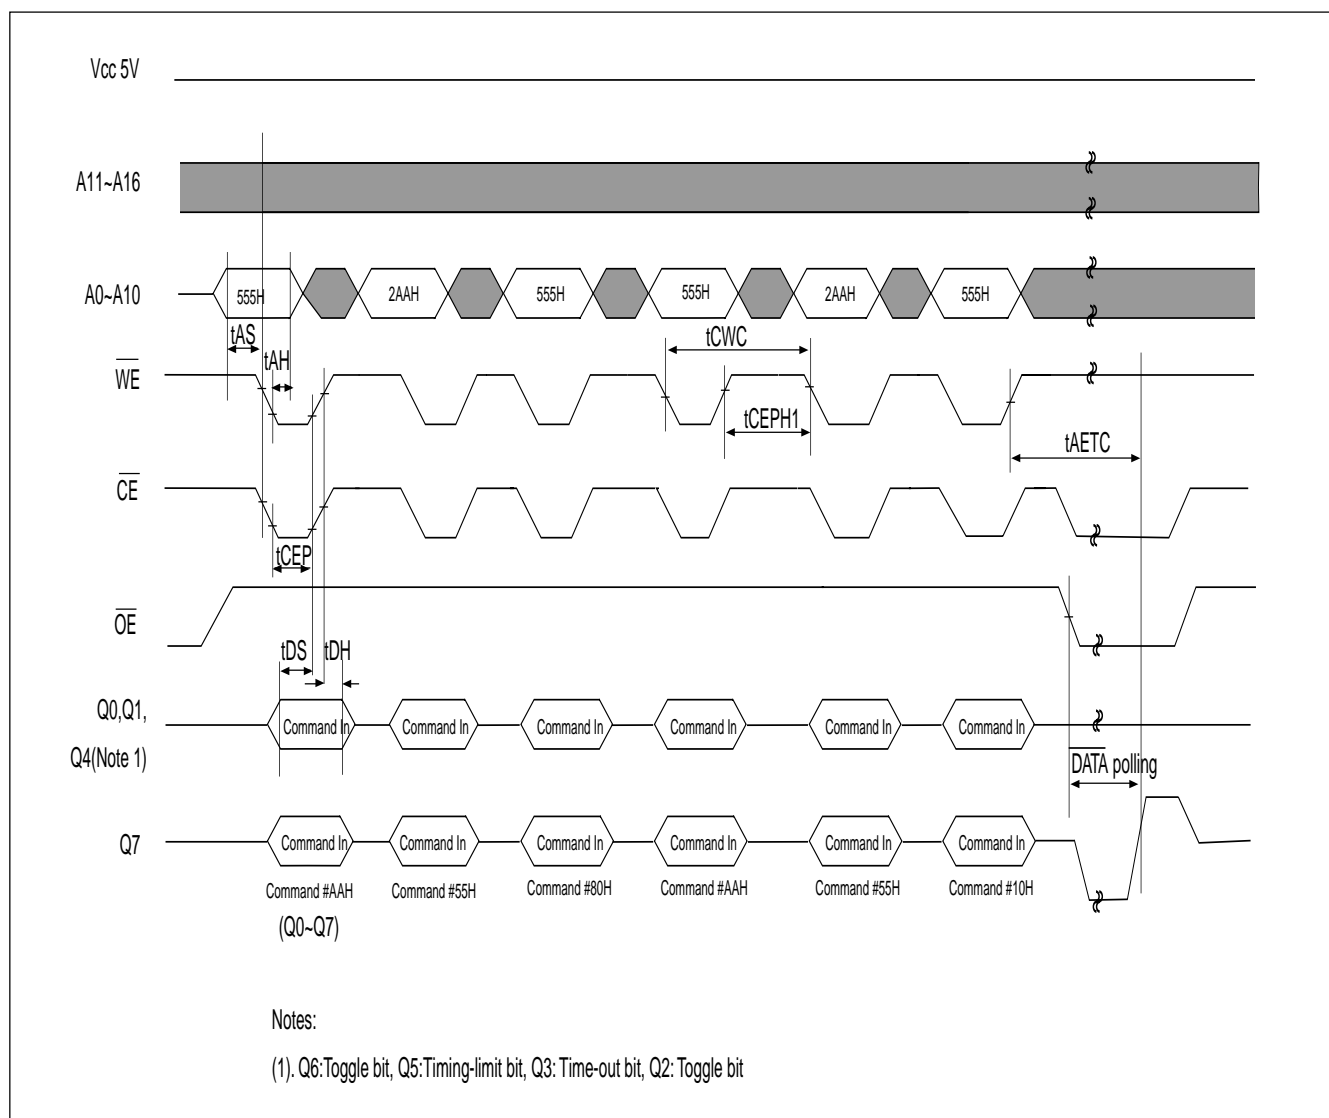 Vcc 5V
A11~A16
A0~A10
555H
2AAH
555H
555H
2AAH
555H
tAS
tAH
tCWC
WE
tCEPH1
tAETC
CE
tCEP
OE
tDS
tDH
Q0,Q1,
Q4(Note 1)
Command In
Command In
Command In
Command In
Command In
Command In
DATA polling
Q7
Command In
Command In
Command In
Command In
Command In
Command In
Command #AAH
Command #55H
Command #80H
Command #AAH
Command #55H
Command #10H
(Q0~Q7)
Notes:
(1). Q6:Toggle bit, Q5:Timing-limit bit, Q3: Time-out bit, Q2: Toggle bit